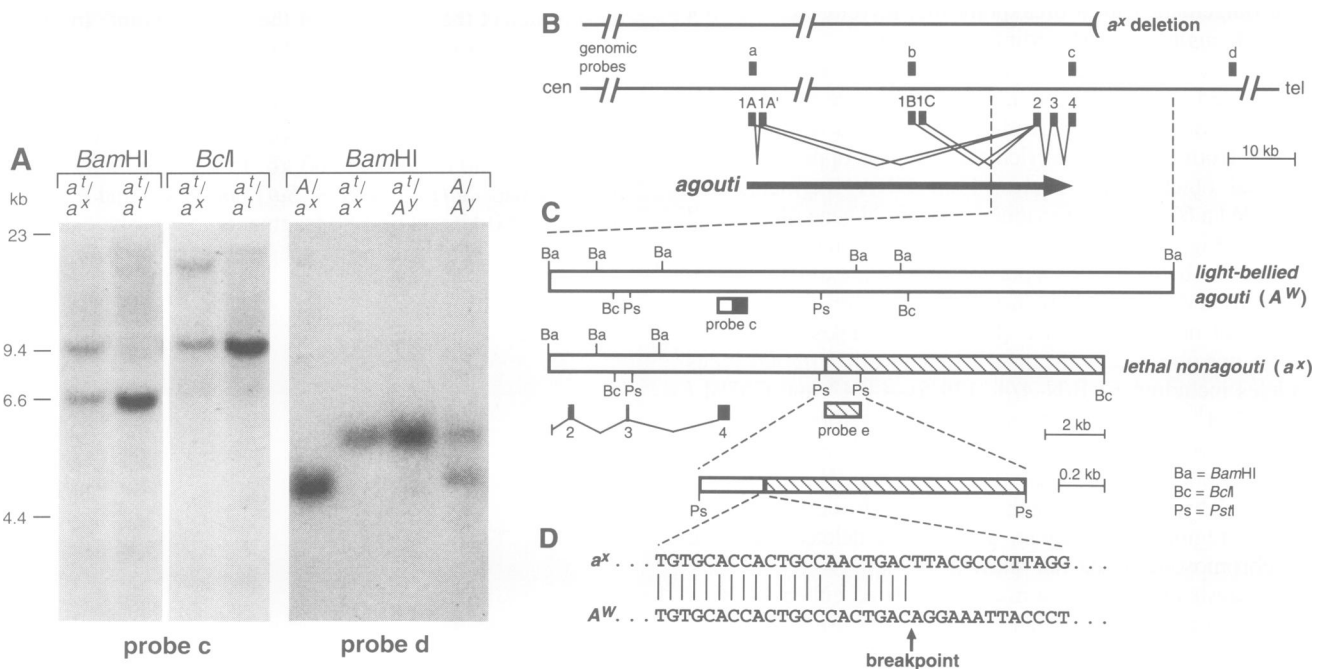 A
BamHI BclI BamHI
kb
a^t/a^x a^t/a^t a^t/a^x a^t/a^t A/a^x a^t/a^x a^t/A^y A/A^y
23
9.4
6.6
4.4
probe c probe d
B
a^x deletion
genomic probes
a b c d
cen tel
1A 1A' 1B 1C 2 3 4
10 kb
agouti
C
Ba Ba Ba Ba Ba Ba
light-bellied
agouti (A^W)
Bc Ps Ps Bc
probe c
Ba Ba Ba
lethal nonagouti (a^x)
Bc Ps Ps Ps Bc
2 3 4
probe e
2 kb
0.2 kb
Ps Ps
Ba = BamHI
Bc = BclI
Ps = PstI
D
a^x . . . TGTGCACCACTGCCAACTGACTTACGCCCTTAGG . . .
A^W . . . TGTGCACCACTGCCCACTGACAGGAAATTACCCT . . .
breakpoint